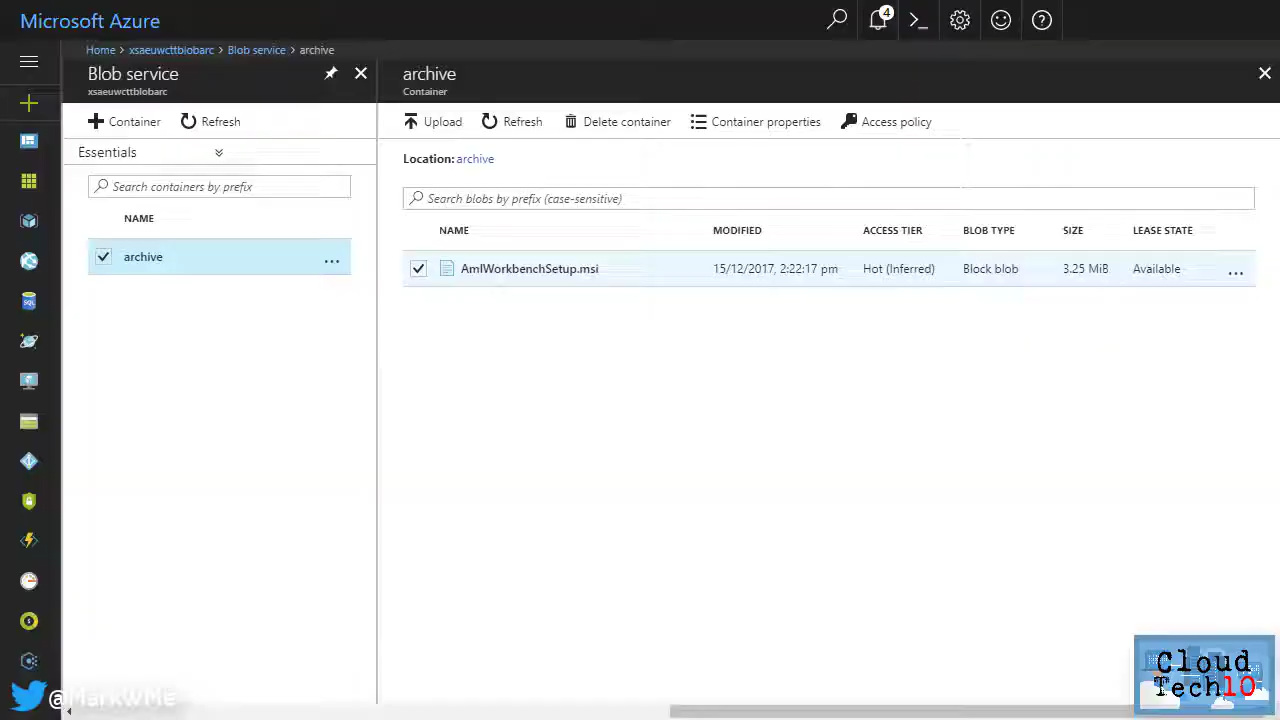 Microsoft Azure
4
Home > xsaeuwcttblobarc > Blob service > archive
Blob service
xsaeuwcttblobarc
archive
Container
Container
Refresh
Upload
Refresh
Delete container
Container properties
Access policy
Essentials
Location: archive
Search containers by prefix
Search blobs by prefix (case-sensitive)
NAME
NAME MODIFIED ACCESS TIER BLOB TYPE SIZE LEASE STATE
archive ...
AmlWorkbenchSetup.msi 15/12/2017, 2:22:17 pm Hot (Inferred) Block blob 3.25 MiB Available ...
SQL
@MarkWMe
Cloud
Tech10